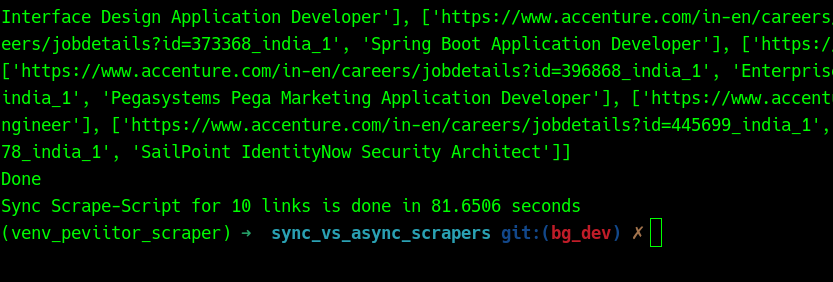 Interface Design Application Developer'], ['https://www.accenture.com/in-en/careers
eers/jobdetails?id=373368_india_1', 'Spring Boot Application Developer'], ['https:/
['https://www.accenture.com/in-en/careers/jobdetails?id=396868_india_1', 'Enterprise
india_1', 'Pegasystems Pega Marketing Application Developer'], ['https://www.accent
ngineer'], ['https://www.accenture.com/in-en/careers/jobdetails?id=445699_india_1',
78_india_1', 'SailPoint IdentityNow Security Architect']]
Done
Sync Scrape-Script for 10 links is done in 81.6506 seconds
(venv_peviitor_scraper) ➜  sync_vs_async_scrapers git:(bg_dev) ✗